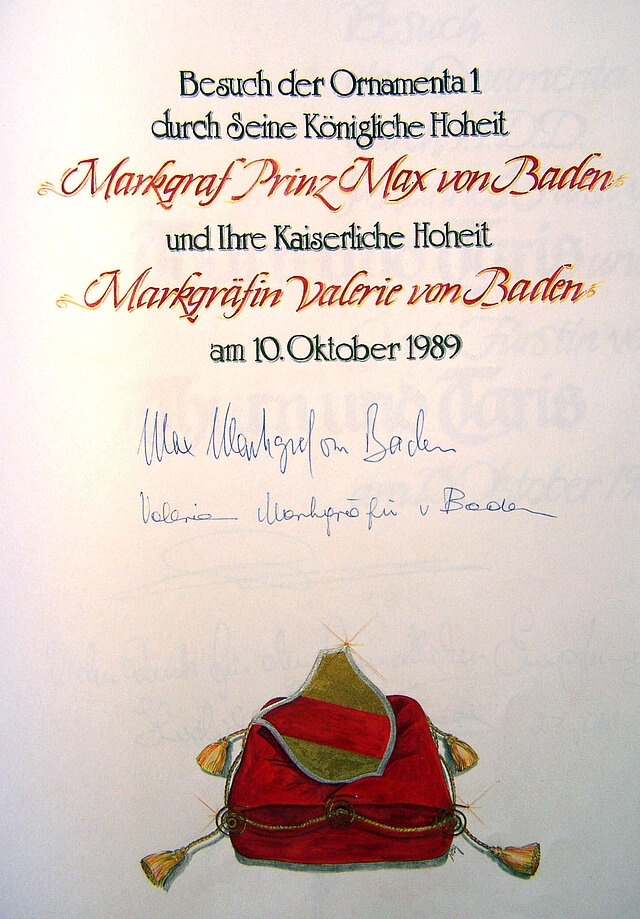 Besuch der Ornamenta 1
durch Seine Königliche Hoheit
Markgraf Prinz Max von Baden
und Ihre Kaiserliche Hoheit
Markgräfin Valerie von Baden
am 10. Oktober 1989
Max Markgraf von Baden
Valerie Markgräfin v Baden